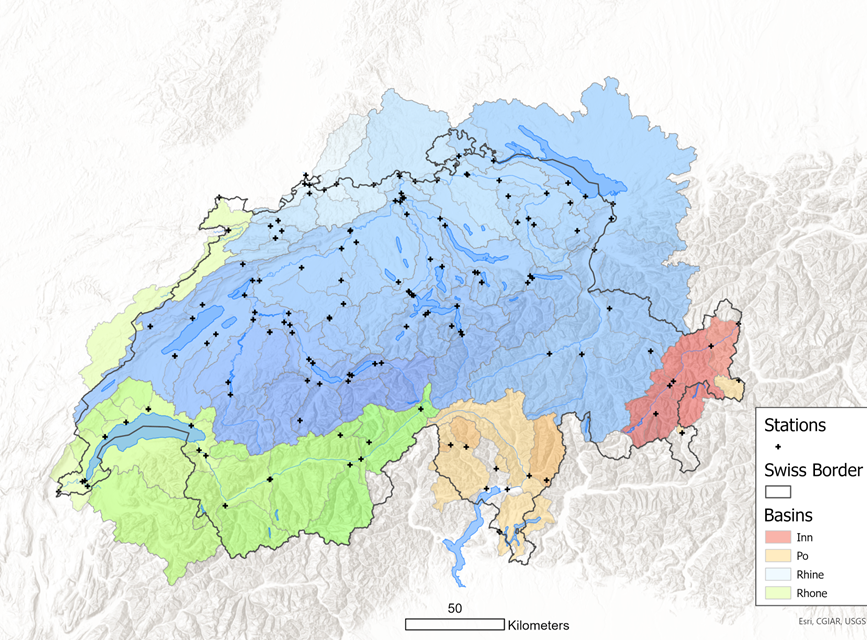 Stations
Swiss Border
Basins
Inn
Po
Rhine
Rhone
50
Kilometers
Esri, CGIAR, USGS